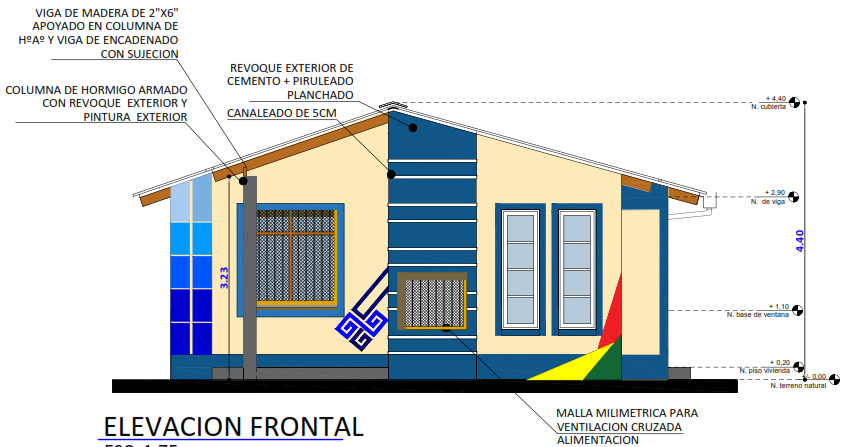 VIGA DE MADERA DE 2"X6"
APOYADO EN COLUMNA DE
HºAº Y VIGA DE ENCADENADO
CON SUJECION
COLUMNA DE HORMIGO ARMADO
CON REVOQUE EXTERIOR Y
PINTURA EXTERIOR
REVOQUE EXTERIOR DE
CEMENTO + PIRULEADO
PLANCHADO
CANALEADO DE 5CM
+ 4,40
N. cubierta
+ 2,90
N. de viga
4.40
3.23
+ 1,10
N. base de ventana
+ 0,20
N. piso vivienda
+/- 0,00
N. terreno natural
MALLA MILIMETRICA PARA
VENTILACION CRUZADA
ALIMENTACION
ELEVACION FRONTAL
ESC. 1.75